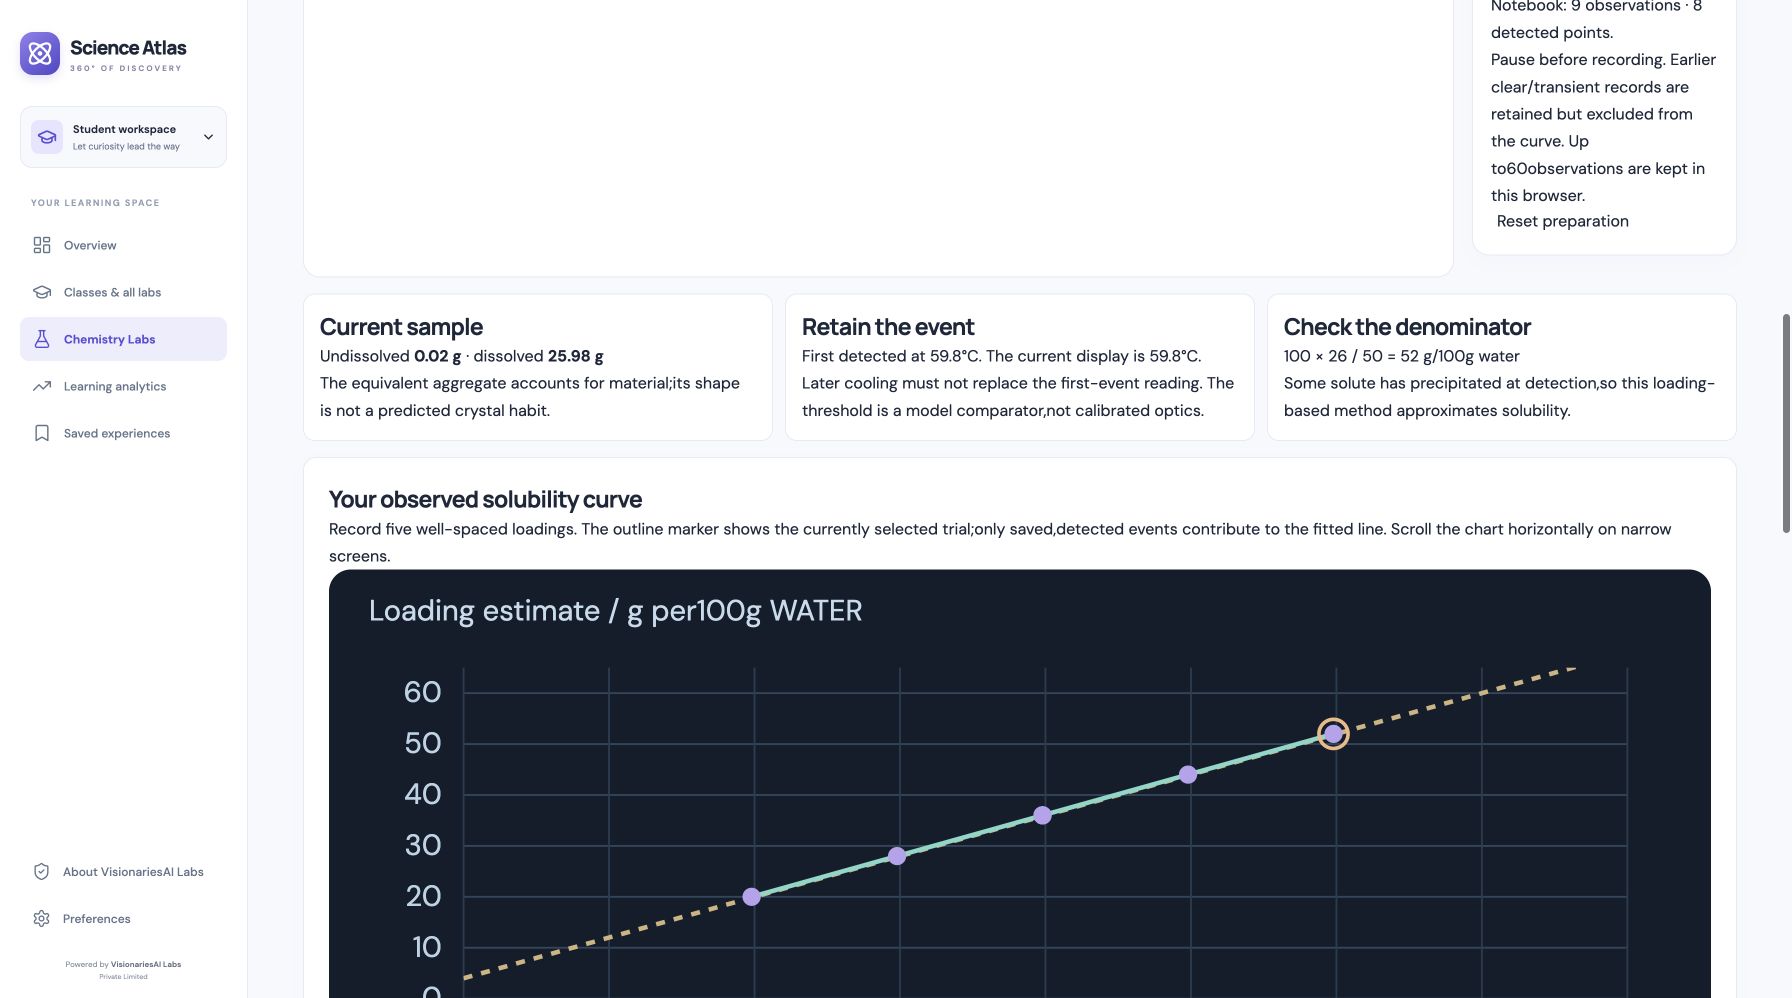 Science Atlas
360° OF DISCOVERY
Student workspace
Let curiosity lead the way
YOUR LEARNING SPACE
Overview
Classes & all labs
Chemistry Labs
Learning analytics
Saved experiences
About VisionariesAI Labs
Preferences
Powered by VisionariesAI Labs
Private Limited
Notebook: 9 observations · 8
detected points.
Pause before recording. Earlier
clear/transient records are
retained but excluded from
the curve. Up
to60observations are kept in
this browser.
Reset preparation
Current sample
Undissolved 0.02 g · dissolved 25.98 g
The equivalent aggregate accounts for material;its shape
is not a predicted crystal habit.
Retain the event
First detected at 59.8°C. The current display is 59.8°C.
Later cooling must not replace the first-event reading. The
threshold is a model comparator,not calibrated optics.
Check the denominator
100 × 26 / 50 = 52 g/100g water
Some solute has precipitated at detection,so this loading-
based method approximates solubility.
Your observed solubility curve
Record five well-spaced loadings. The outline marker shows the currently selected trial;only saved,detected events contribute to the fitted line. Scroll the chart horizontally on narrow
screens.
Loading estimate / g per100g WATER
60
50
40
30
20
10
0